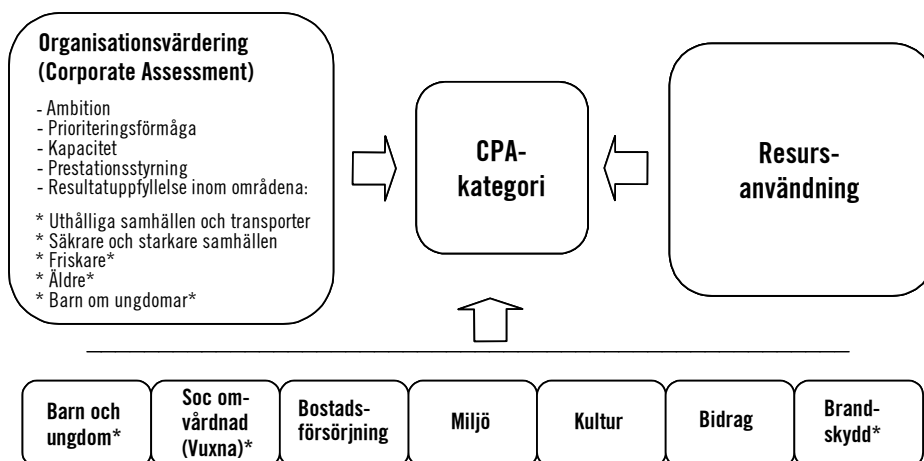 Organisationsvärdering
(Corporate Assessment)
- Ambition
- Prioriteringsförmåga
- Kapacitet
- Prestationsstyrning
- Resultatuppfyllelse inom områdena:
* Uthålliga samhällen och transporter
* Säkrare och starkare samhällen
* Friskare*
* Äldre*
* Barn om ungdomar*
CPA-
kategori
Resurs-
användning
Barn och
ungdom*
Soc om-
vårdnad
(Vuxna)*
Bostads-
försörjning
Miljö
Kultur
Bidrag
Brand-
skydd*